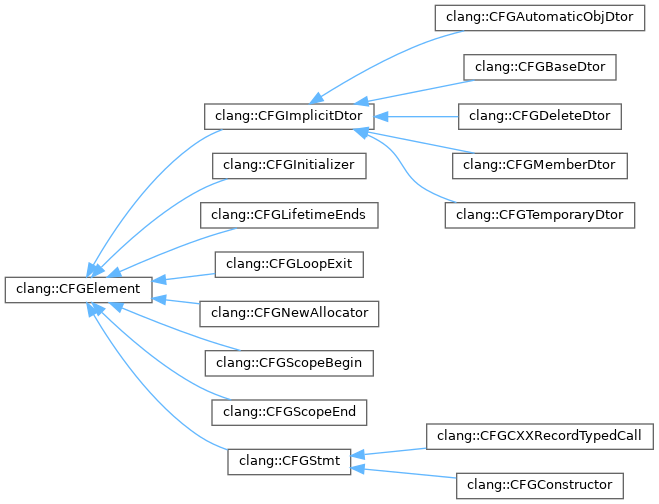 clang::CFGAutomaticObjDtor
clang::CFGBaseDtor
clang::CFGImplicitDtor
clang::CFGDeleteDtor
clang::CFGMemberDtor
clang::CFGInitializer
clang::CFGTemporaryDtor
clang::CFGLifetimeEnds
clang::CFGLoopExit
clang::CFGElement
clang::CFGNewAllocator
clang::CFGScopeBegin
clang::CFGScopeEnd
clang::CFGCXXRecordTypedCall
clang::CFGStmt
clang::CFGConstructor